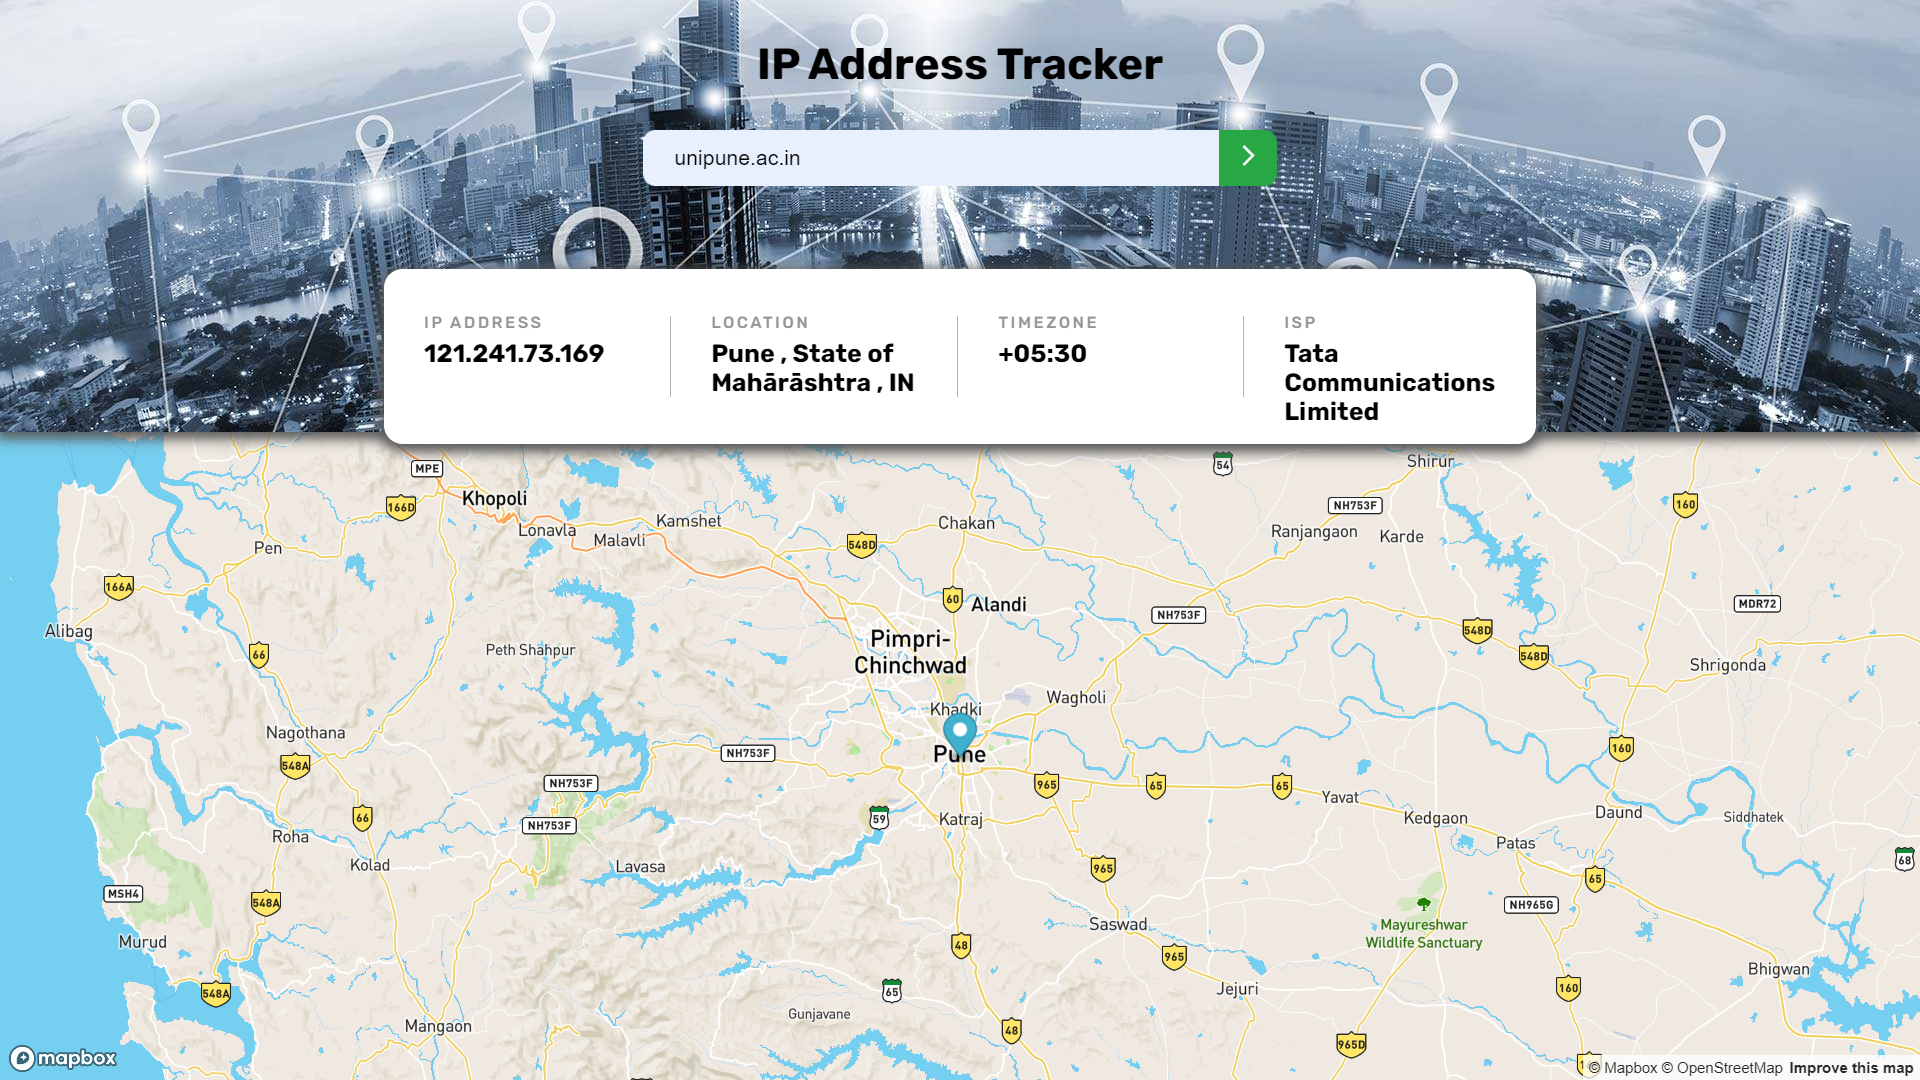 IP Address Tracker
unipune.ac.in
IP ADDRESS
121.241.73.169
LOCATION
Pune , State of
Mahārāshtra , IN
TIMEZONE
+05:30
ISP
Tata
Communications
Limited
MPE
54
Shirur
Khopoli
166D
NH753F
160
Lonavla
Kamshet
Chakan
Ranjangaon
Karde
Malavli
548D
Pen
166A
60
Alandi
NH753F
MDR72
Alibag
66
Peth Shahpur
Pimpri-
Chinchwad
548D
548D
Shrigonda
Wagholi
Khadki
Nagothana
548A
NH753F
Pune
160
NH753F
965
65
65
Yavat
66
NH753F
59
Katraj
Kedgaon
Daund
Siddhatek
Roha
Kolad
Lavasa
Patas
68
MSH4
548A
965
65
NH965G
Murud
Saswad
Mayureshwar
Wildlife Sanctuary
48
965
Bhigwan
548A
65
Jejuri
160
Mangaon
Gunjavane
48
965D
mapbox
© Mapbox © OpenStreetMap Improve this map